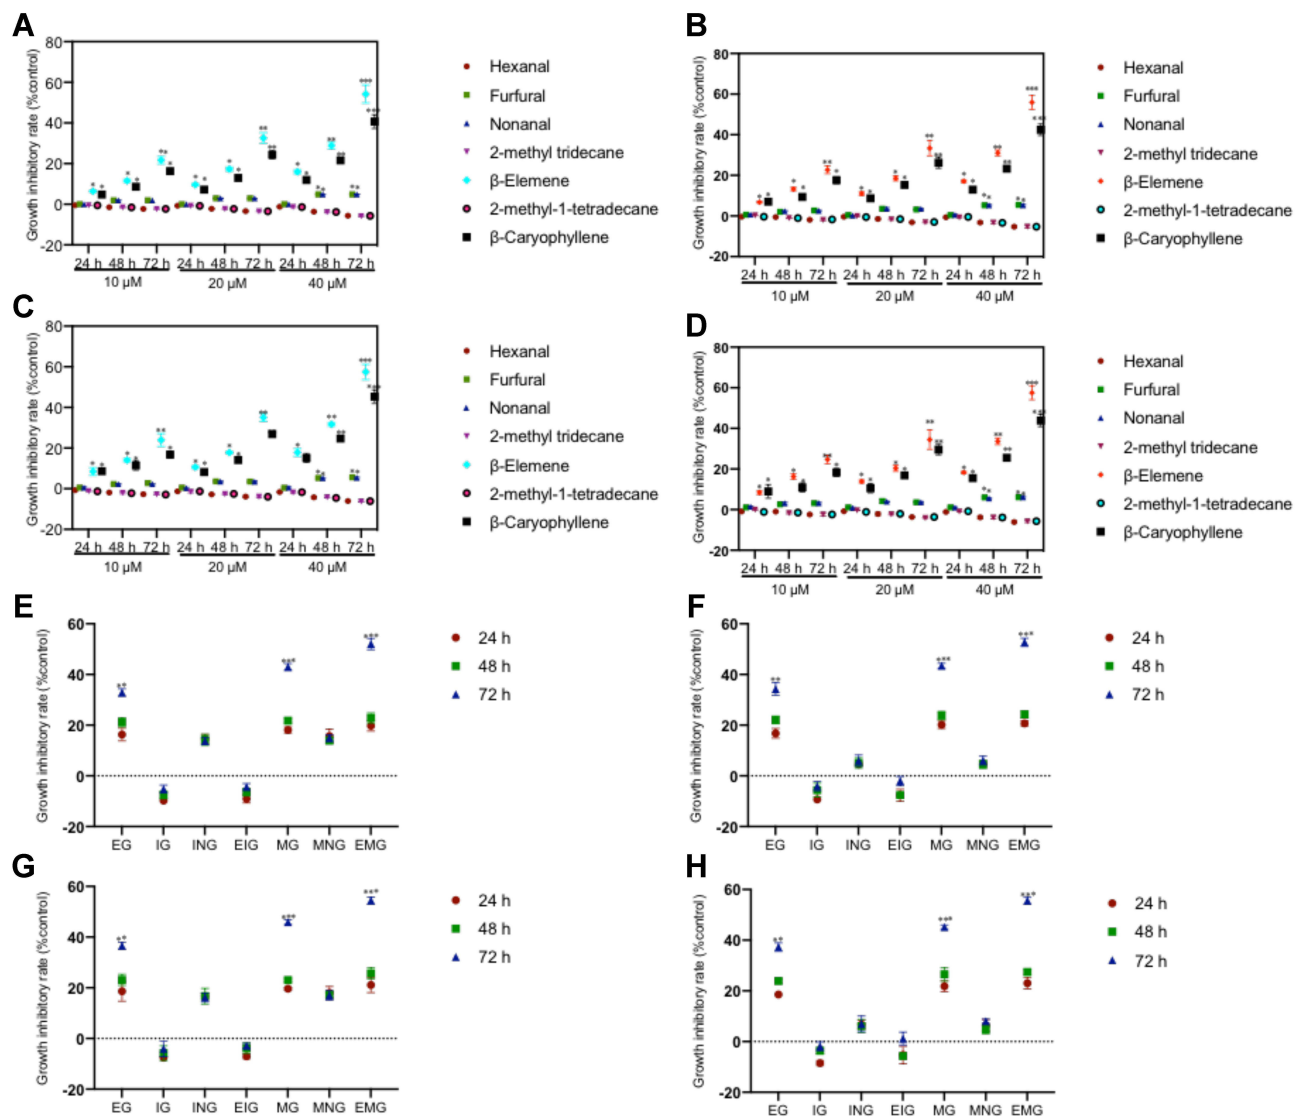 A
Growth inhibitory rate (%control)
80
60
40
20
0
-20
24 h 48 h 72 h 24 h 48 h 72 h 24 h 48 h 72 h
10 µM 20 µM 40 µM
Hexanal
Furfural
Nonanal
2-methyl tridecane
β-Elemene
2-methyl-1-tetradecane
β-Caryophyllene
B
Growth inhibitory rate (%control)
80
60
40
20
0
-20
24 h 48 h 72 h 24 h 48 h 72 h 24 h 48 h 72 h
10 µM 20 µM 40 µM
Hexanal
Furfural
Nonanal
2-methyl tridecane
β-Elemene
2-methyl-1-tetradecane
β-Caryophyllene
C
Growth inhibitory rate (%control)
80
60
40
20
0
-20
24 h 48 h 72 h 24 h 48 h 72 h 24 h 48 h 72 h
10 µM 20 µM 40 µM
Hexanal
Furfural
Nonanal
2-methyl tridecane
β-Elemene
2-methyl-1-tetradecane
β-Caryophyllene
D
Growth inhibitory rate (%control)
80
60
40
20
0
-20
24 h 48 h 72 h 24 h 48 h 72 h 24 h 48 h 72 h
10 µM 20 µM 40 µM
Hexanal
Furfural
Nonanal
2-methyl tridecane
β-Elemene
2-methyl-1-tetradecane
β-Caryophyllene
E
Growth inhibitory rate (%control)
60
40
20
0
-20
EG IG ING EIG MG MNG EMG
24 h
48 h
72 h
F
Growth inhibitory rate (%control)
60
40
20
0
-20
EG IG ING EIG MG MNG EMG
24 h
48 h
72 h
G
Growth inhibitory rate (%control)
60
40
20
0
-20
EG IG ING EIG MG MNG EMG
24 h
48 h
72 h
H
Growth inhibitory rate (%control)
60
40
20
0
-20
EG IG ING EIG MG MNG EMG
24 h
48 h
72 h